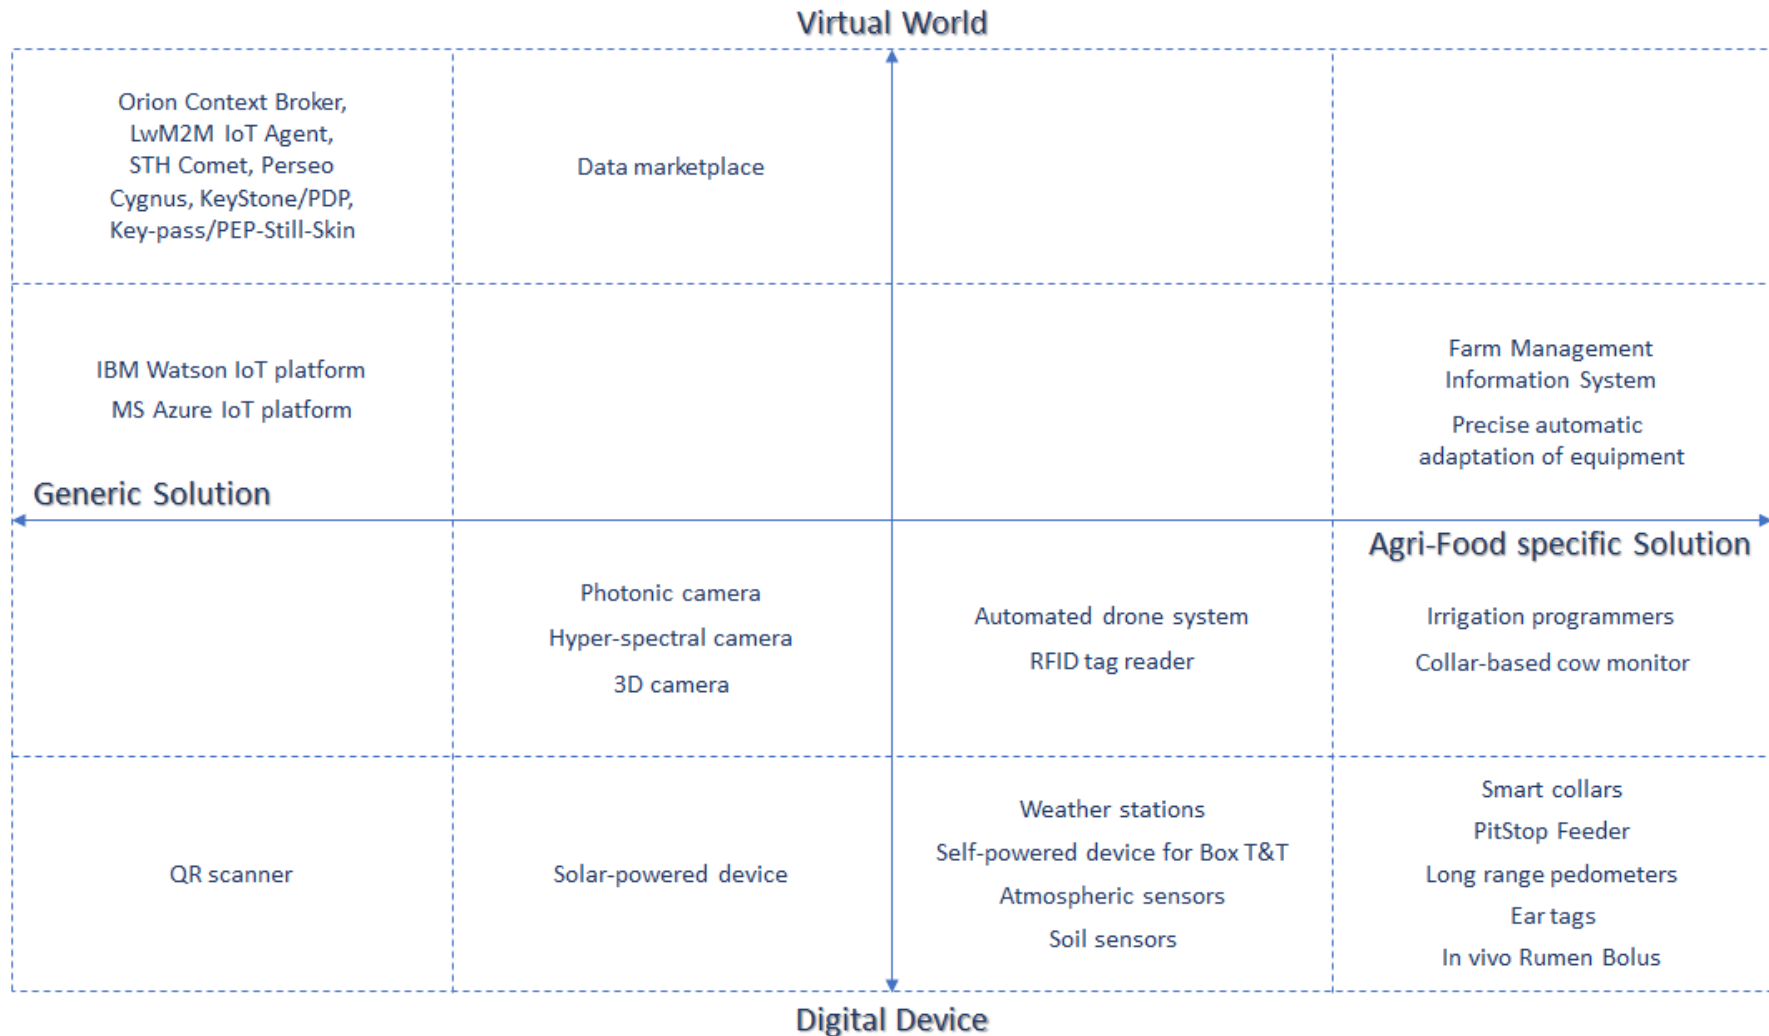 Virtual World
Orion Context Broker,
LwM2M IoT Agent,
STH Comet, Perseo
Cygnus, KeyStone/PDP,
Key-pass/PEP-Still-Skin
Data marketplace
IBM Watson IoT platform
MS Azure IoT platform
Farm Management
Information System
Precise automatic
adaptation of equipment
Generic Solution
Agri-Food specific Solution
Photonic camera
Hyper-spectral camera
3D camera
Automated drone system
RFID tag reader
Irrigation programmers
Collar-based cow monitor
QR scanner
Solar-powered device
Weather stations
Self-powered device for Box T&T
Atmospheric sensors
Soil sensors
Smart collars
PitStop Feeder
Long range pedometers
Ear tags
In vivo Rumen Bolus
Digital Device